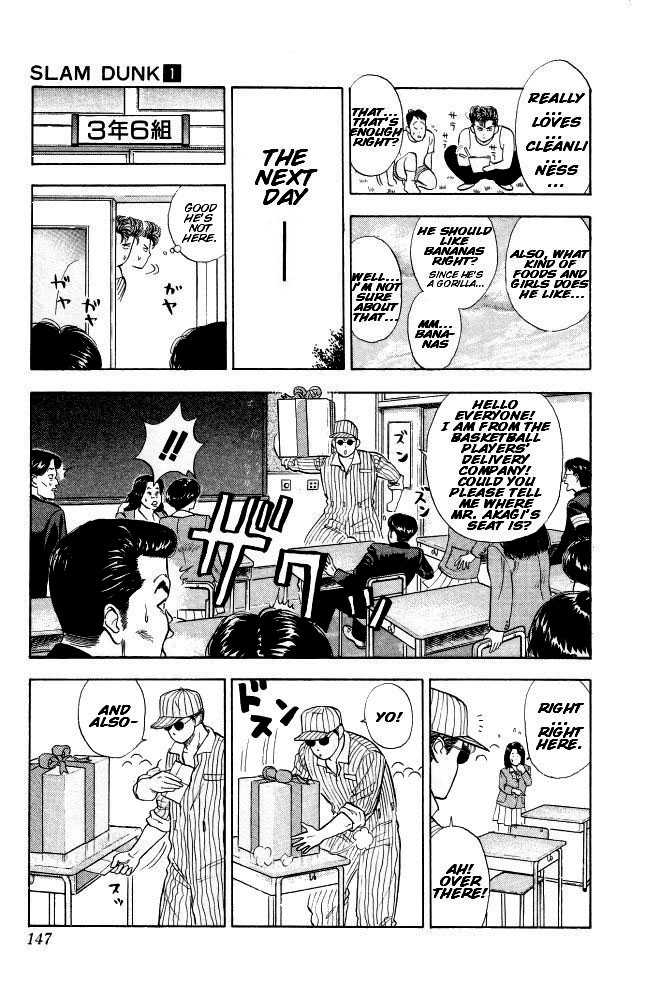 SLAM DUNK 1
REALLY
...
LOVES
...
CLEANLI
...
NESS
...
THAT...
THAT'S
ENOUGH
RIGHT?
ALSO, WHAT
KIND OF
FOODS AND
GIRLS DOES
HE LIKE...
HE SHOULD
LIKE
BANANAS
RIGHT?
SINCE HE'S
A GORILLA...
MM...
BANA-
NAS
WELL...
I'M NOT
SURE
ABOUT
THAT...
THE
NEXT
DAY
3年6組
GOOD
HE'S
NOT
HERE.
ガヤ
ガヤ
HELLO
EVERYONE!
I AM FROM THE
BASKETBALL
PLAYERS'
DELIVERY
COMPANY!
COULD YOU
PLEASE TELL
ME WHERE
MR. AKAGI'S
SEAT IS?
ズン
ズン
!!
ザワ
RIGHT
...
RIGHT
HERE.
AH!
OVER
THERE!
YO!
ドスン
AND
ALSO-
スッ
147